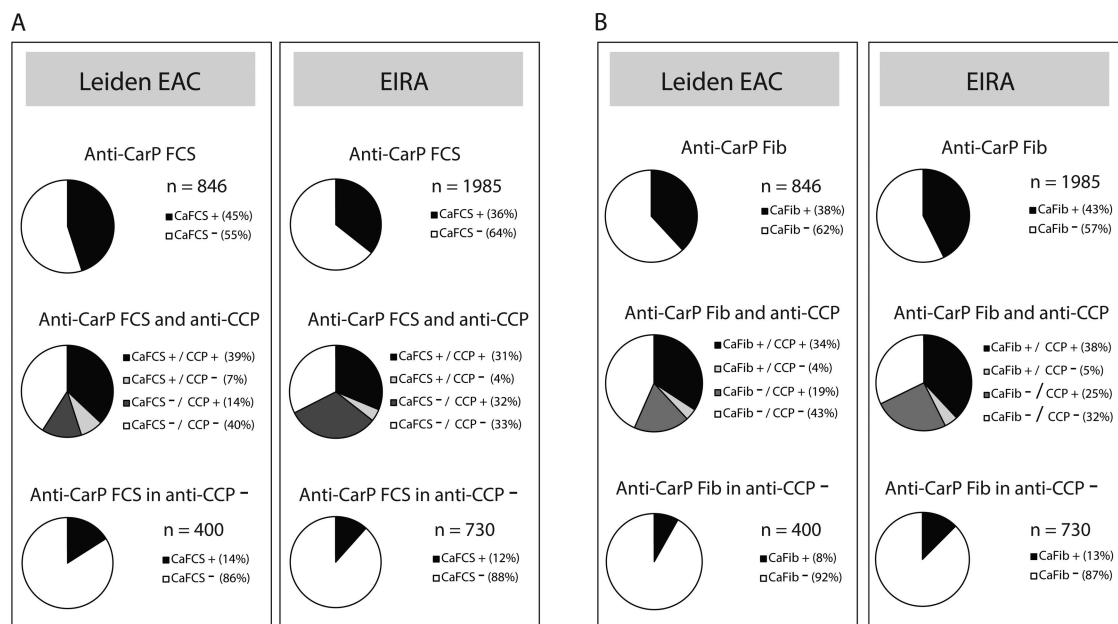 A
Leiden EAC
Anti-CarP FCS
n = 846
CaFCS + (45%)
CaFCS - (55%)
Anti-CarP FCS and anti-CCP
CaFCS + / CCP + (39%)
CaFCS + / CCP - (7%)
CaFCS - / CCP + (14%)
CaFCS - / CCP - (40%)
Anti-CarP FCS in anti-CCP -
n = 400
CaFCS + (14%)
CaFCS - (86%)
EIRA
Anti-CarP FCS
n = 1985
CaFCS + (36%)
CaFCS - (64%)
Anti-CarP FCS and anti-CCP
CaFCS + / CCP + (31%)
CaFCS + / CCP - (4%)
CaFCS - / CCP + (32%)
CaFCS - / CCP - (33%)
Anti-CarP FCS in anti-CCP -
n = 730
CaFCS + (12%)
CaFCS - (88%)
B
Leiden EAC
Anti-CarP Fib
n = 846
CaFib + (38%)
CaFib - (62%)
Anti-CarP Fib and anti-CCP
CaFib + / CCP + (34%)
CaFib + / CCP - (4%)
CaFib - / CCP + (19%)
CaFib - / CCP - (43%)
Anti-CarP Fib in anti-CCP -
n = 400
CaFib + (8%)
CaFib - (92%)
EIRA
Anti-CarP Fib
n = 1985
CaFib + (43%)
CaFib - (57%)
Anti-CarP Fib and anti-CCP
CaFib + / CCP + (38%)
CaFib + / CCP - (5%)
CaFib - / CCP + (25%)
CaFib - / CCP - (32%)
Anti-CarP Fib in anti-CCP -
n = 730
CaFib + (13%)
CaFib - (87%)